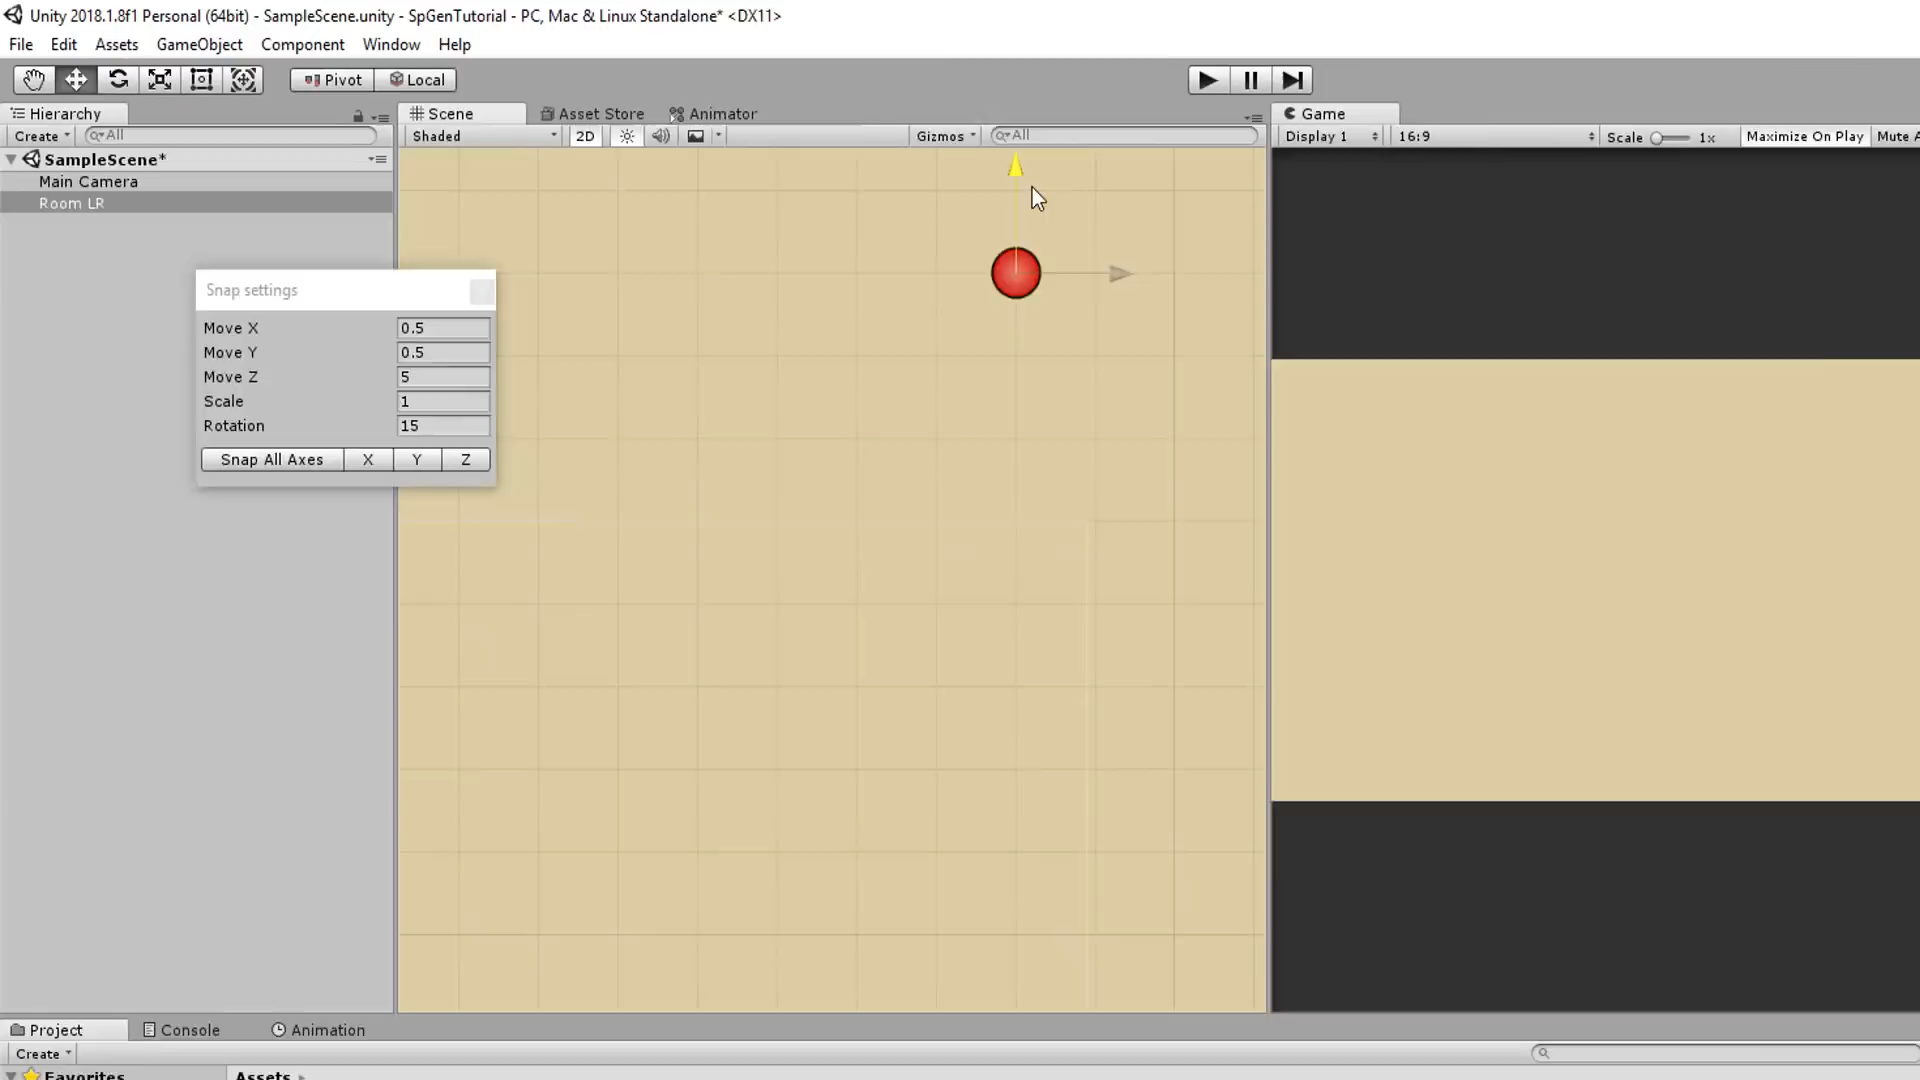 Unity 2018.1.8f1 Personal (64bit) - SampleScene.unity - SpGenTutorial - PC, Mac & Linux Standalone* <DX11>
File Edit Assets GameObject Component Window Help
Pivot Local
Hierarchy Scene Asset Store Animator Game
Create All Shaded 2D Gizmos All Display 1 16:9 Scale 1x Maximize On Play Mute A
SampleScene*
Main Camera
Room LR
Snap settings
Move X 0.5
Move Y 0.5
Move Z 5
Scale 1
Rotation 15
Snap All Axes X Y Z
Project Console Animation
Create
Favorites Assets